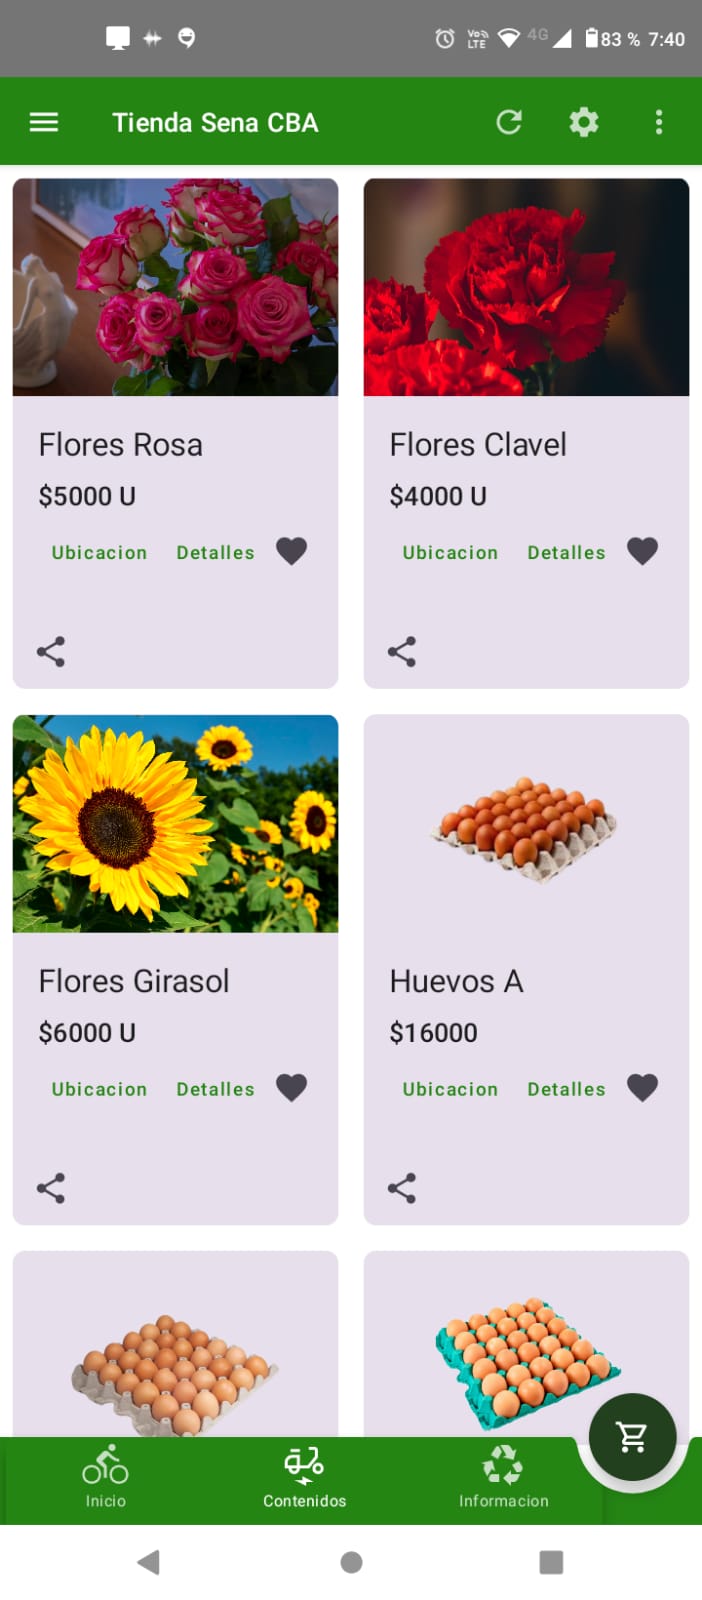 Vo)) LTE 4G 83 % 7:40
Tienda Sena CBA
Flores Rosa
$5000 U
Ubicacion Detalles
Flores Clavel
$4000 U
Ubicacion Detalles
Flores Girasol
$6000 U
Ubicacion Detalles
Huevos A
$16000
Ubicacion Detalles
Inicio Contenidos Informacion